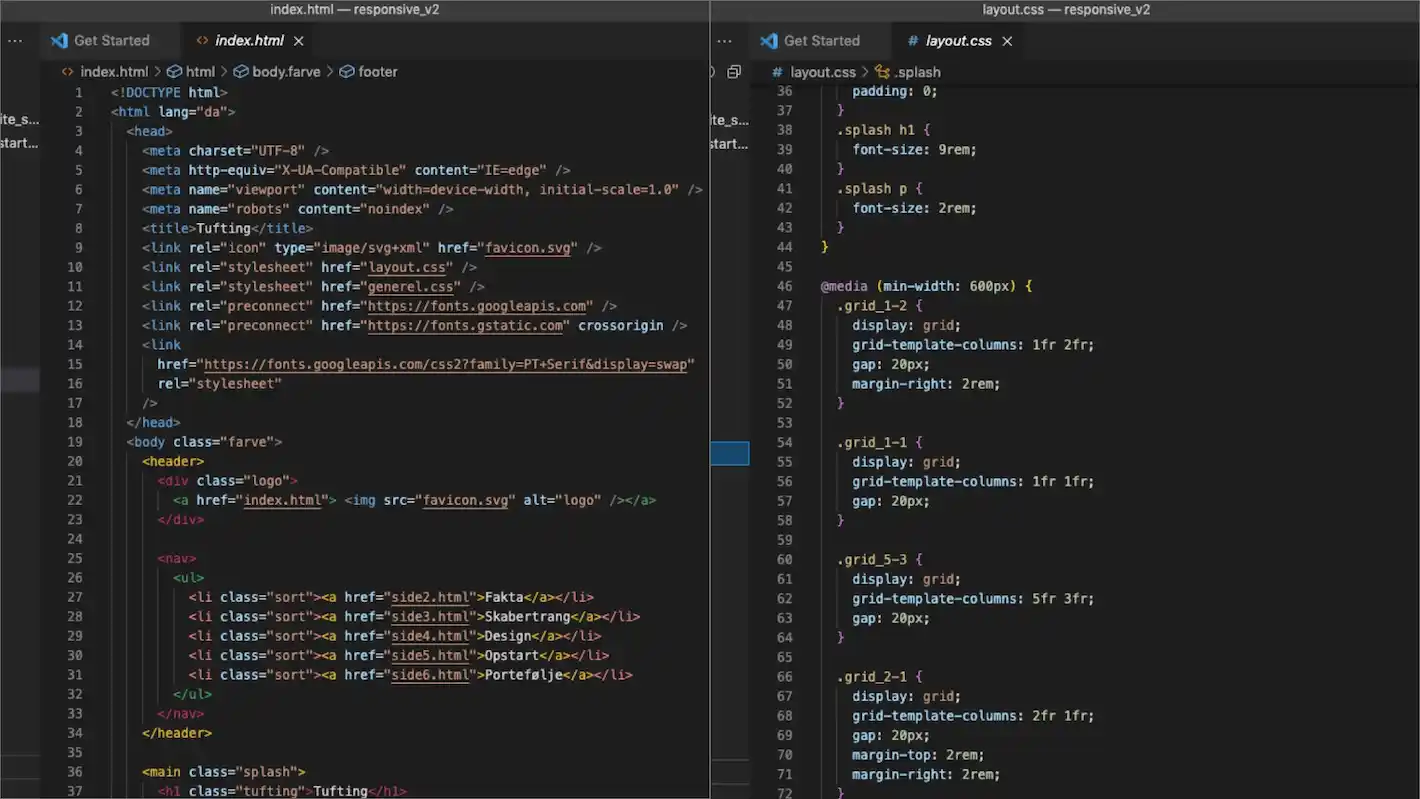 index.html — responsive_v2
··· Get Started <> index.html ×
<> index.html > html > body.farve > footer
ite_s...
start...
1 <!DOCTYPE html>
2 <html lang="da">
3 <head>
4 <meta charset="UTF-8" />
5 <meta http-equiv="X-UA-Compatible" content="IE=edge" />
6 <meta name="viewport" content="width=device-width, initial-scale=1.0" />
7 <meta name="robots" content="noindex" />
8 <title>Tufting</title>
9 <link rel="icon" type="image/svg+xml" href="favicon.svg" />
10 <link rel="stylesheet" href="layout.css" />
11 <link rel="stylesheet" href="generel.css" />
12 <link rel="preconnect" href="https://fonts.googleapis.com" />
13 <link rel="preconnect" href="https://fonts.gstatic.com" crossorigin />
14 <link
15 href="https://fonts.googleapis.com/css2?family=PT+Serif&display=swap"
16 rel="stylesheet"
17 />
18 </head>
19 <body class="farve">
20 <header>
21 <div class="logo">
22 <a href="index.html"> <img src="favicon.svg" alt="logo" /></a>
23 </div>
24
25 <nav>
26 <ul>
27 <li class="sort"><a href="side2.html">Fakta</a></li>
28 <li class="sort"><a href="side3.html">Skabertrang</a></li>
29 <li class="sort"><a href="side4.html">Design</a></li>
30 <li class="sort"><a href="side5.html">Opstart</a></li>
31 <li class="sort"><a href="side6.html">Portefølje</a></li>
32 </ul>
33 </nav>
34 </header>
35
36 <main class="splash">
37 <h1 class="tufting">Tufting</h1>
layout.css — responsive_v2
··· Get Started # layout.css ×
# layout.css > .splash
ite_s...
start...
36 padding: 0;
37 }
38 .splash h1 {
39 font-size: 9rem;
40 }
41 .splash p {
42 font-size: 2rem;
43 }
44 }
45
46 @media (min-width: 600px) {
47 .grid_1-2 {
48 display: grid;
49 grid-template-columns: 1fr 2fr;
50 gap: 20px;
51 margin-right: 2rem;
52 }
53
54 .grid_1-1 {
55 display: grid;
56 grid-template-columns: 1fr 1fr;
57 gap: 20px;
58 }
59
60 .grid_5-3 {
61 display: grid;
62 grid-template-columns: 5fr 3fr;
63 gap: 20px;
64 }
65
66 .grid_2-1 {
67 display: grid;
68 grid-template-columns: 2fr 1fr;
69 gap: 20px;
70 margin-top: 2rem;
71 margin-right: 2rem;
72 }